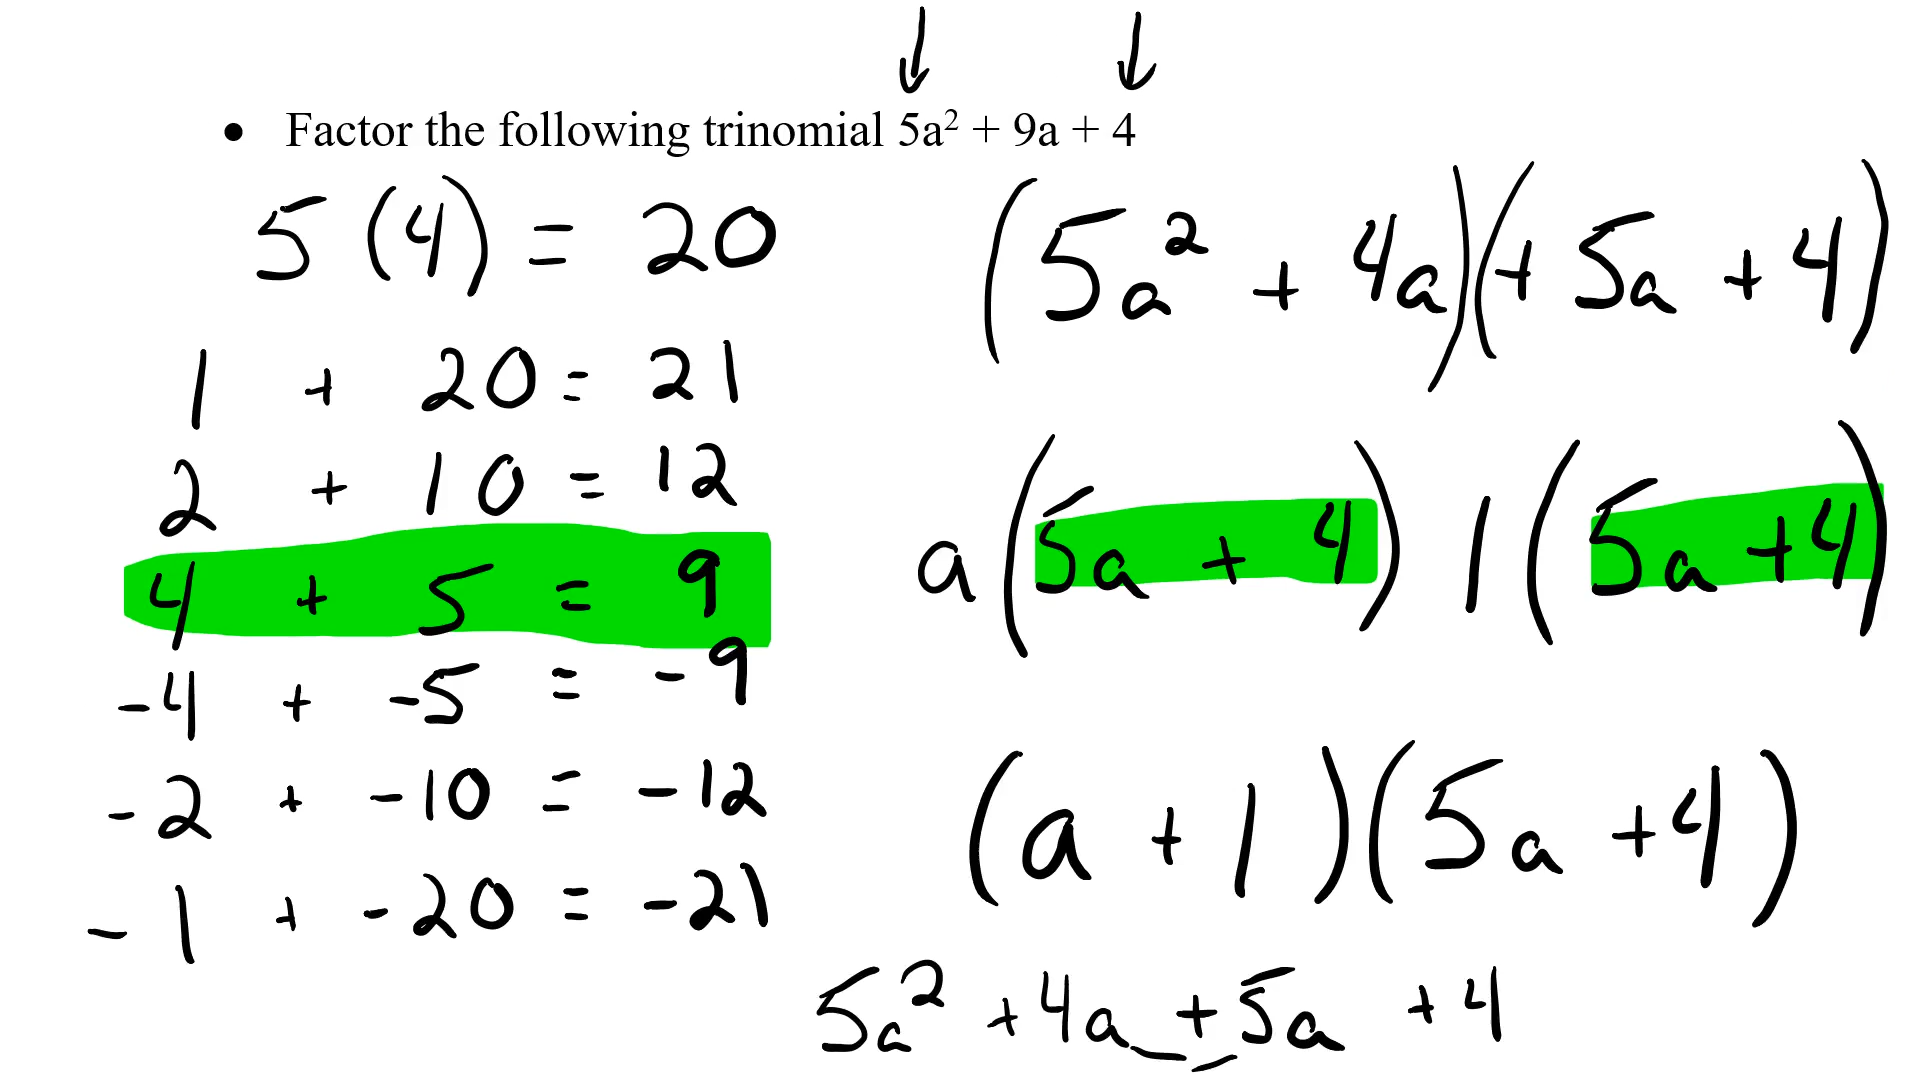 • Factor the following trinomial 5a² + 9a + 4
5 (4) = 20
1 + 20 = 21
2 + 10 = 12
4 + 5 = 9
-4 + -5 = -9
-2 + -10 = -12
-1 + -20 = -21
(5a² + 4a)(+ 5a + 4)
a(5a + 4) 1(5a + 4)
(a + 1)(5a + 4)
5a² + 4a + 5a + 4